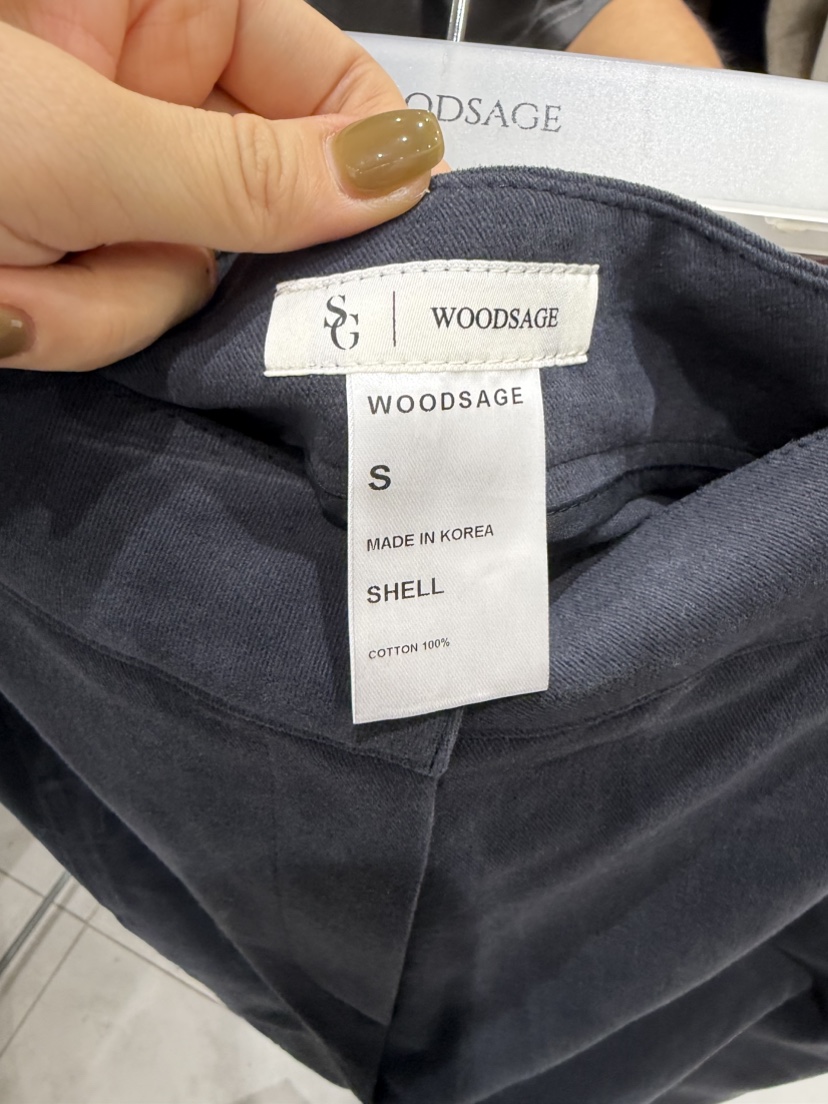 ODSAGE
SG | WOODSAGE
WOODSAGE
S
MADE IN KOREA
SHELL
COTTON 100%